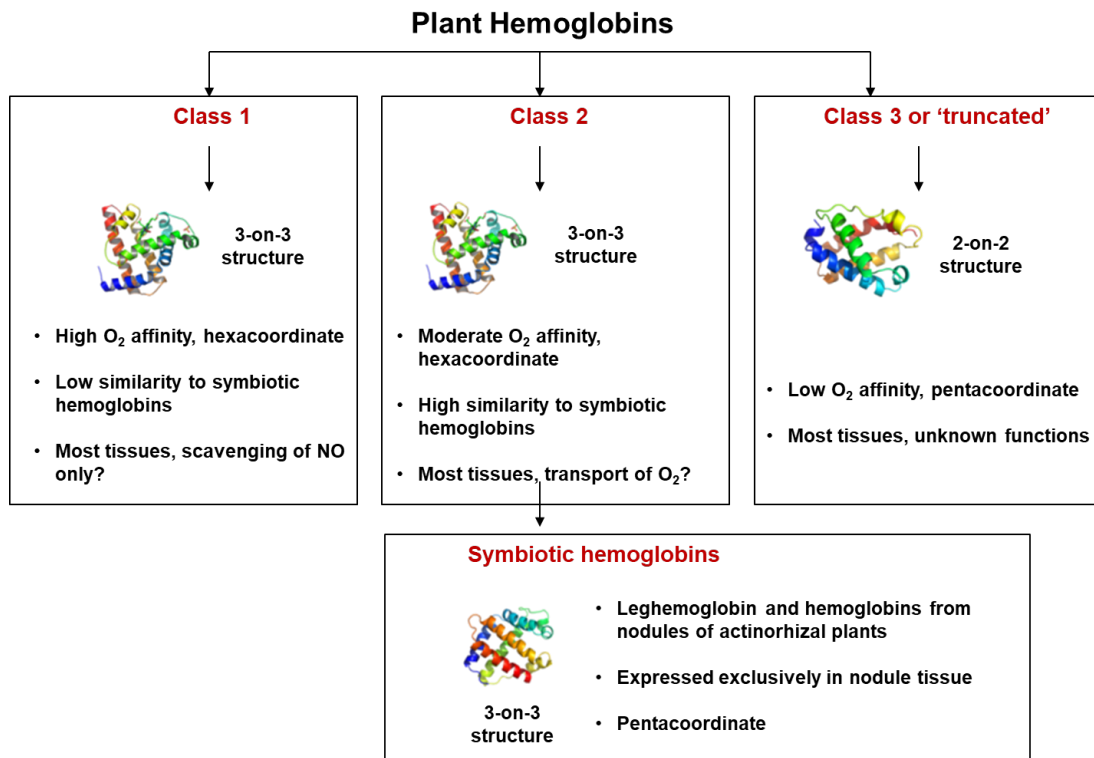 Plant Hemoglobins
Class 1
3-on-3
structure
• High O₂ affinity, hexacoordinate
• Low similarity to symbiotic
hemoglobins
• Most tissues, scavenging of NO
only?
Class 2
3-on-3
structure
• Moderate O₂ affinity,
hexacoordinate
• High similarity to symbiotic
hemoglobins
• Most tissues, transport of O₂?
Class 3 or ‘truncated’
2-on-2
structure
• Low O₂ affinity, pentacoordinate
• Most tissues, unknown functions
Symbiotic hemoglobins
3-on-3
structure
• Leghemoglobin and hemoglobins from
nodules of actinorhizal plants
• Expressed exclusively in nodule tissue
• Pentacoordinate